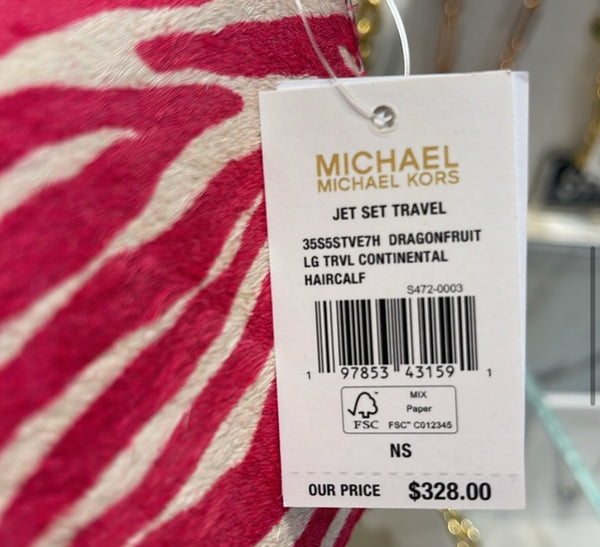 MICHAEL
MICHAEL KORS
JET SET TRAVEL
35S5STVE7H DRAGONFRUIT
LG TRVL CONTINENTAL
HAIRCALF
S472-0003
1 97853 43159 1
MIX
Paper
FSC FSC™ C012345
NS
OUR PRICE $328.00